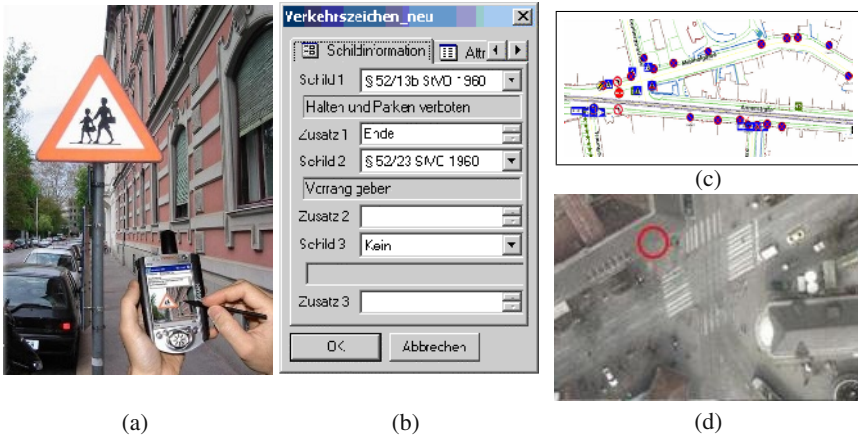 Verkehrszeichen_neu
Schildinformation
Attr
Schild 1
§ 52/13b StVO 1960
Halten und Parken verboten
Zusatz 1
Ende
Schild 2
§ 52/23 StVO 1960
Vorrang geben
Zusatz 2
Schild 3
Kein
Zusatz 3
OK
Abbrechen
(a)
(b)
(c)
(d)